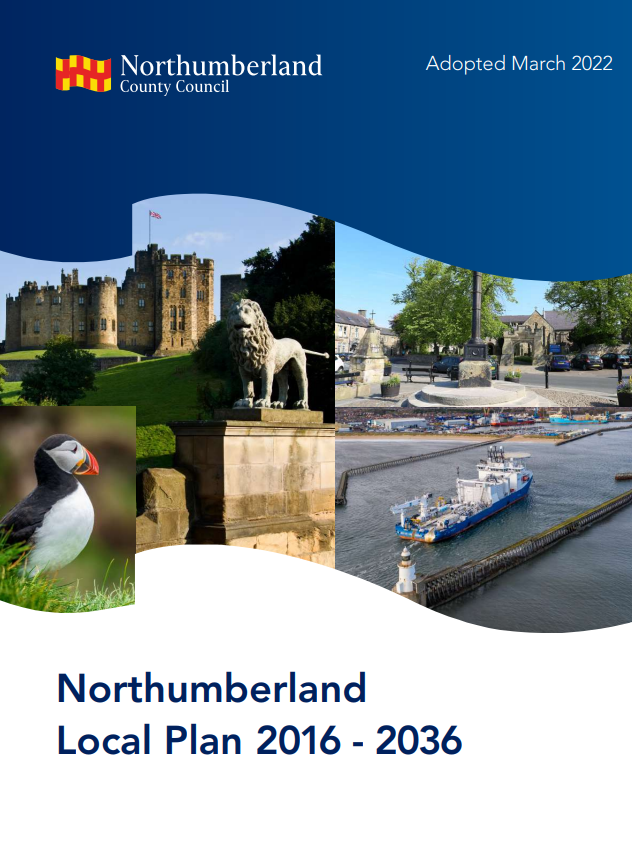 Northumberland
County Council
Adopted March 2022
Northumberland
Local Plan 2016 - 2036